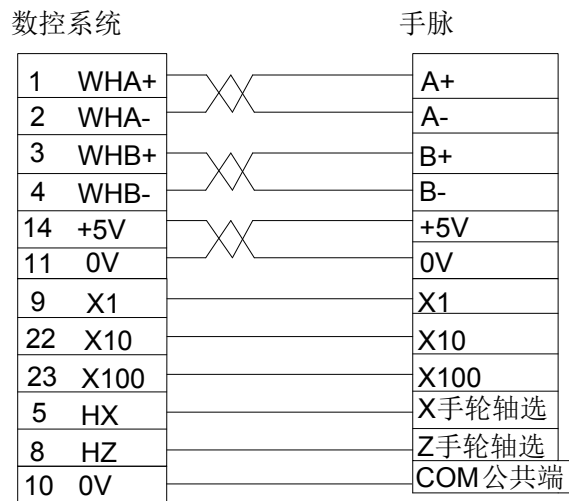 数控系统 手脉
1 WHA+ A+
2 WHA- A-
3 WHB+ B+
4 WHB- B-
14 +5V +5V
11 0V 0V
9 X1 X1
22 X10 X10
23 X100 X100
5 HX X手轮轴选
8 HZ Z手轮轴选
10 0V COM公共端